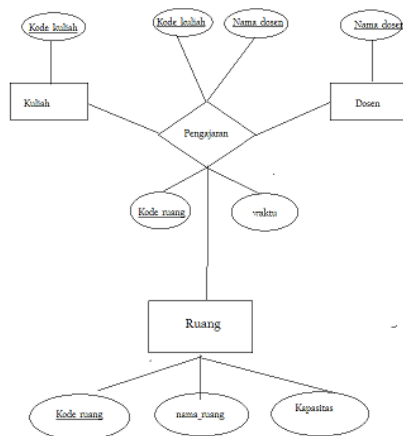 Kode kuliah
Kode kuliah
Nama dosen
Nama dosen
Kuliah
Pengajaran
Dosen
Kode ruang
waktu
Ruang
Kode ruang
nama_ruang
Kapasitas